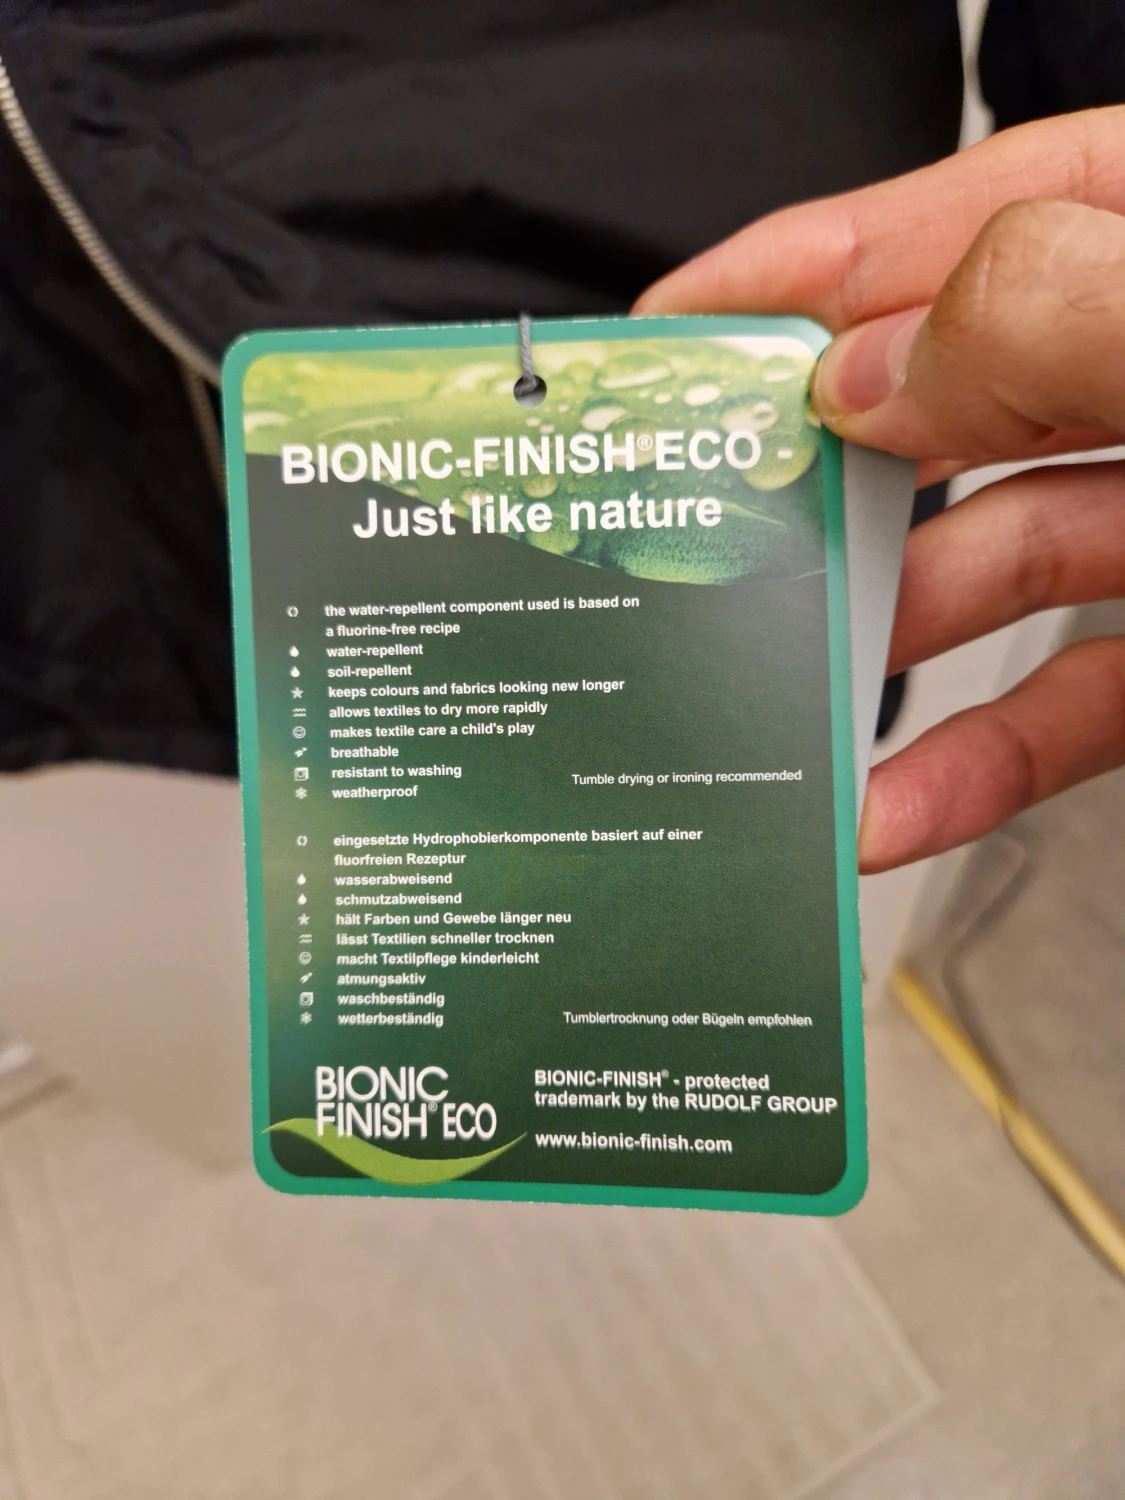 BIONIC-FINISH®ECO -
Just like nature
the water-repellent component used is based on
a fluorine-free recipe
water-repellent
soil-repellent
keeps colours and fabrics looking new longer
allows textiles to dry more rapidly
makes textile care a child's play
breathable
resistant to washing
Tumble drying or ironing recommended
weatherproof
eingesetzte Hydrophobierkomponente basiert auf einer
fluorfreien Rezeptur
wasserabweisend
schmutzabweisend
hält Farben und Gewebe länger neu
lässt Textilien schneller trocknen
macht Textilpflege kinderleicht
atmungsaktiv
waschbeständig
wetterbeständig
Tumblertrocknung oder Bügeln empfohlen
BIONIC
FINISH® ECO
BIONIC-FINISH® - protected
trademark by the RUDOLF GROUP
www.bionic-finish.com